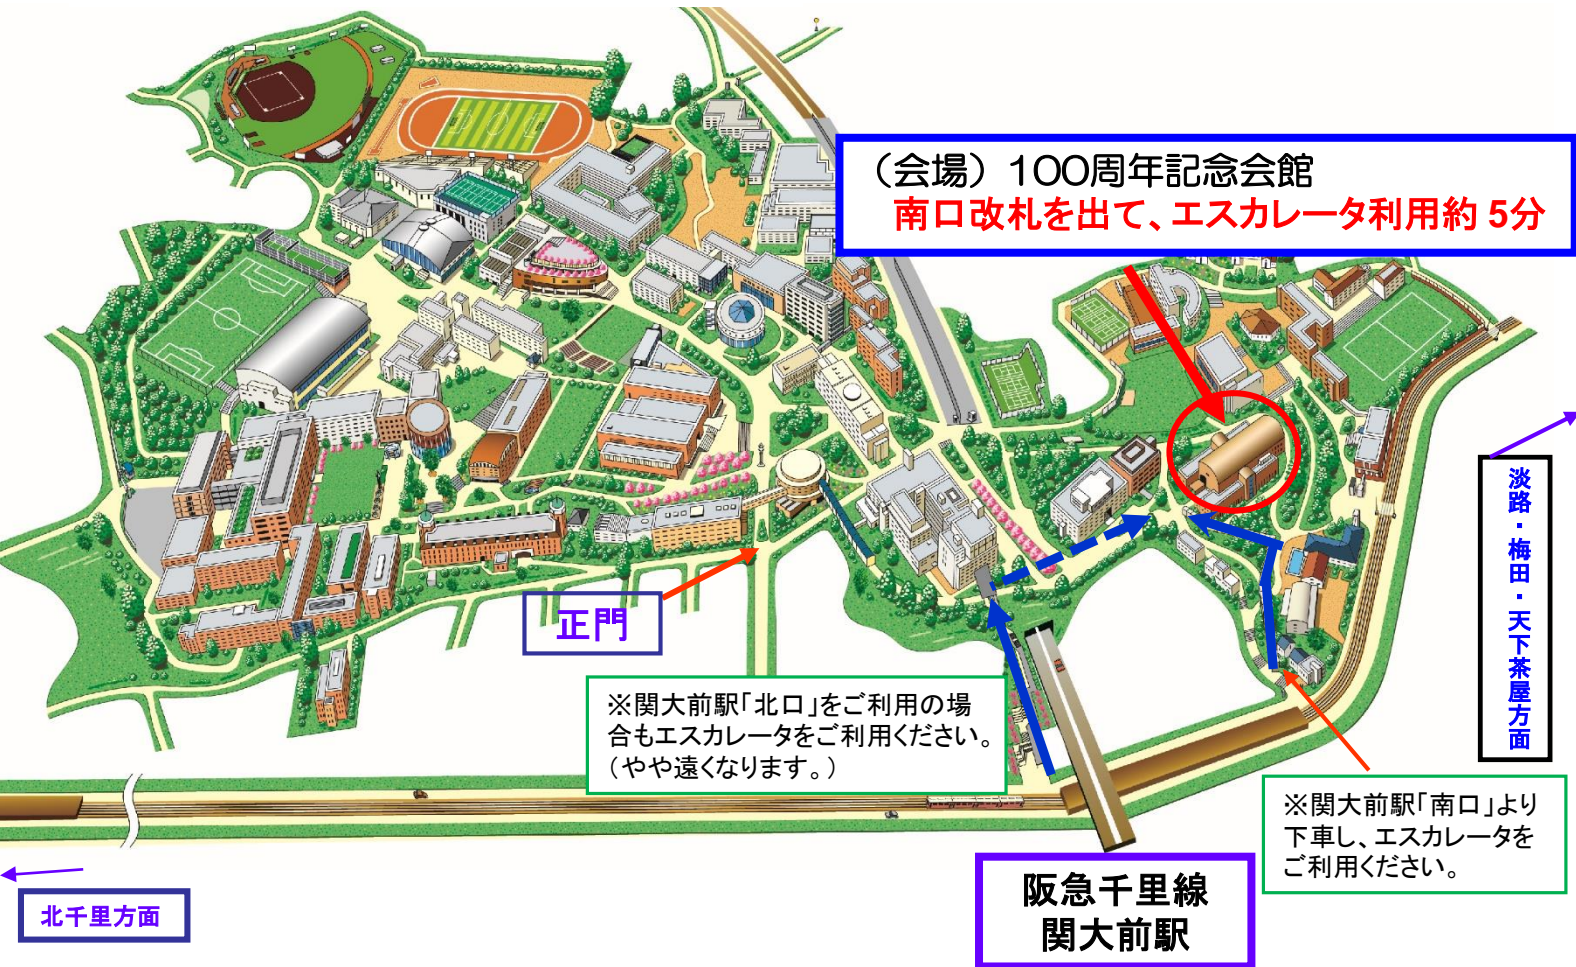 （会場）100周年記念会館
南口改札を出て、エスカレータ利用約 5分
淡路・梅田・天下茶屋方面
正門
※関大前駅「北口」をご利用の場
合もエスカレータをご利用ください。
（やや遠くなります。）
※関大前駅「南口」より
下車し、エスカレータを
ご利用ください。
阪急千里線
関大前駅
北千里方面